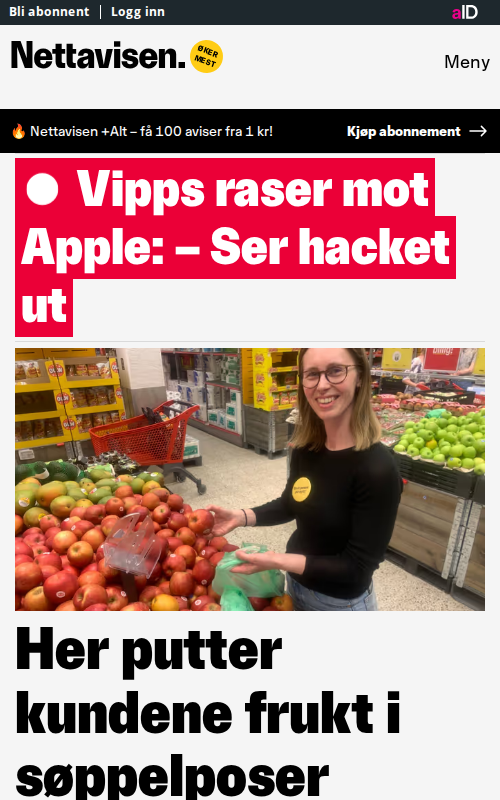 Bli abonnent | Logg inn
aID
Nettavisen.
ØKER
MEST
Meny
Nettavisen +Alt – få 100 aviser fra 1 kr!
Kjøp abonnement
Vipps raser mot
Apple: – Ser hacket
ut
Her putter
kundene frukt i
søppelposer